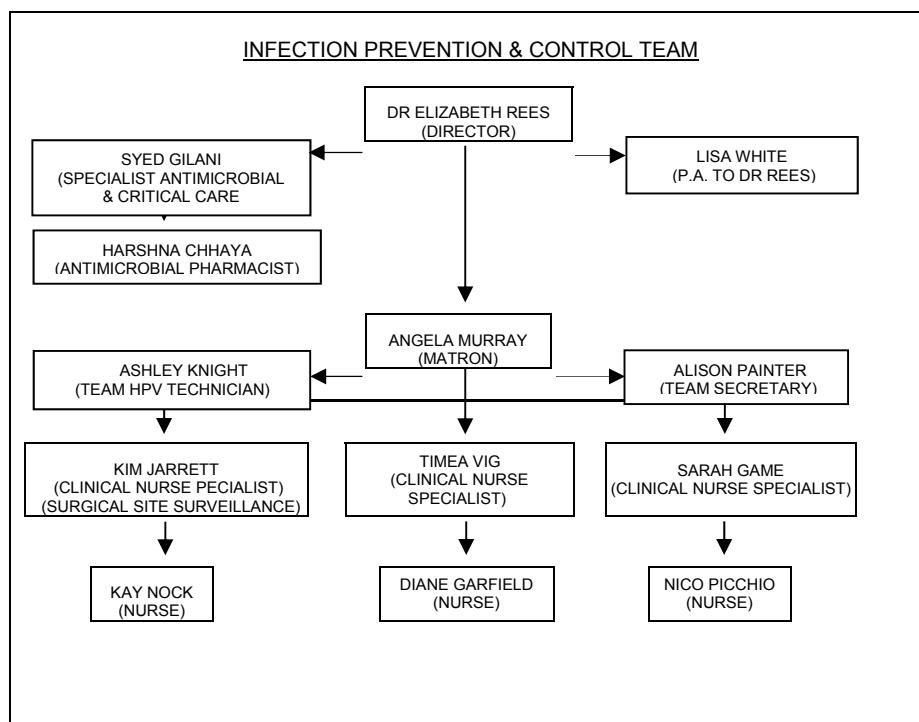 INFECTION PREVENTION & CONTROL TEAM
DR ELIZABETH REES
(DIRECTOR)
SYED GILANI
(SPECIALIST ANTIMICROBIAL
& CRITICAL CARE
LISA WHITE
(P.A. TO DR REES)
HARSHNA CHHAYA
(ANTIMICROBIAL PHARMACIST)
ANGELA MURRAY
(MATRON)
ASHLEY KNIGHT
(TEAM HPV TECHNICIAN)
ALISON PAINTER
(TEAM SECRETARY)
KIM JARRETT
(CLINICAL NURSE PECIALIST)
(SURGICAL SITE SURVEILLANCE)
TIMEA VIG
(CLINICAL NURSE
SPECIALIST)
SARAH GAME
(CLINICAL NURSE SPECIALIST)
KAY NOCK
(NURSE)
DIANE GARFIELD
(NURSE)
NICO PICCHIO
(NURSE)